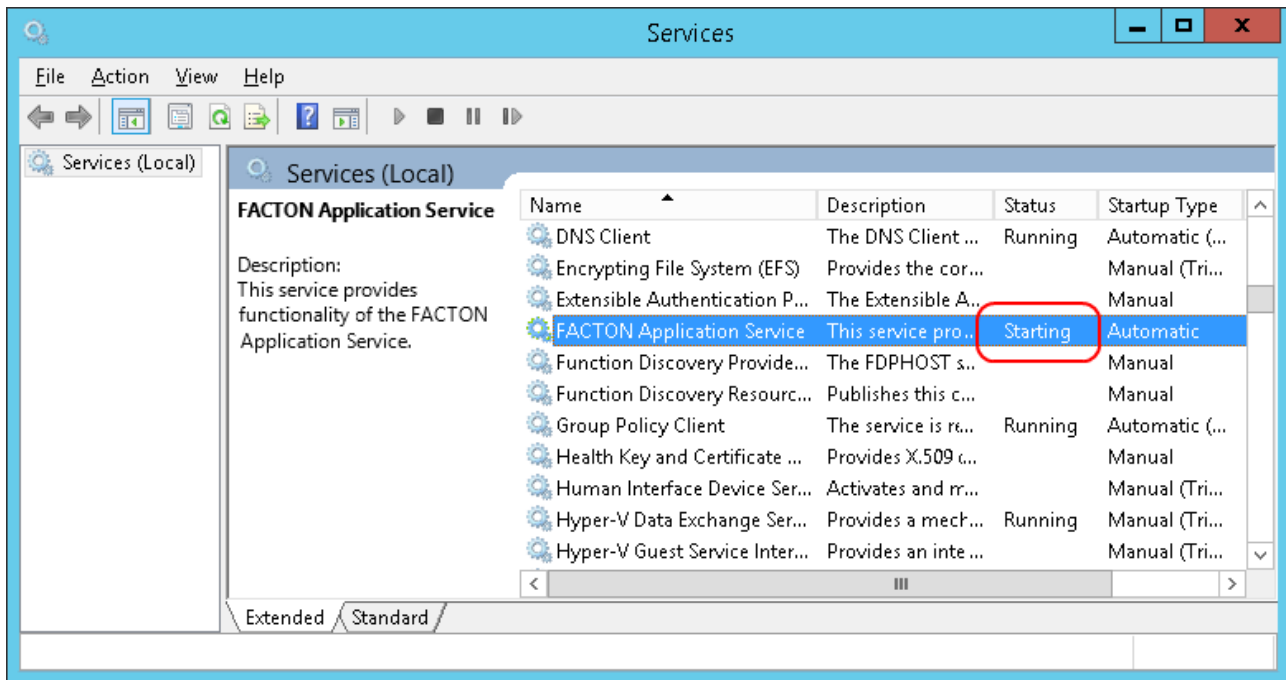 Services
File Action View Help
Services (Local)
Services (Local)
FACTON Application Service
Description:
This service provides
functionality of the FACTON
Application Service.
Name Description Status Startup Type
DNS Client The DNS Client ... Running Automatic (...
Encrypting File System (EFS) Provides the cor... Manual (Tri...
Extensible Authentication P... The Extensible A... Manual
FACTON Application Service This service pro... Starting Automatic
Function Discovery Provide... The FDPHOST s... Manual
Function Discovery Resourc... Publishes this c... Manual
Group Policy Client The service is re... Running Automatic (...
Health Key and Certificate ... Provides X.509 c... Manual
Human Interface Device Ser... Activates and m... Manual (Tri...
Hyper-V Data Exchange Ser... Provides a mech... Running Manual (Tri...
Hyper-V Guest Service Inter... Provides an inte ... Manual (Tri...
Extended Standard